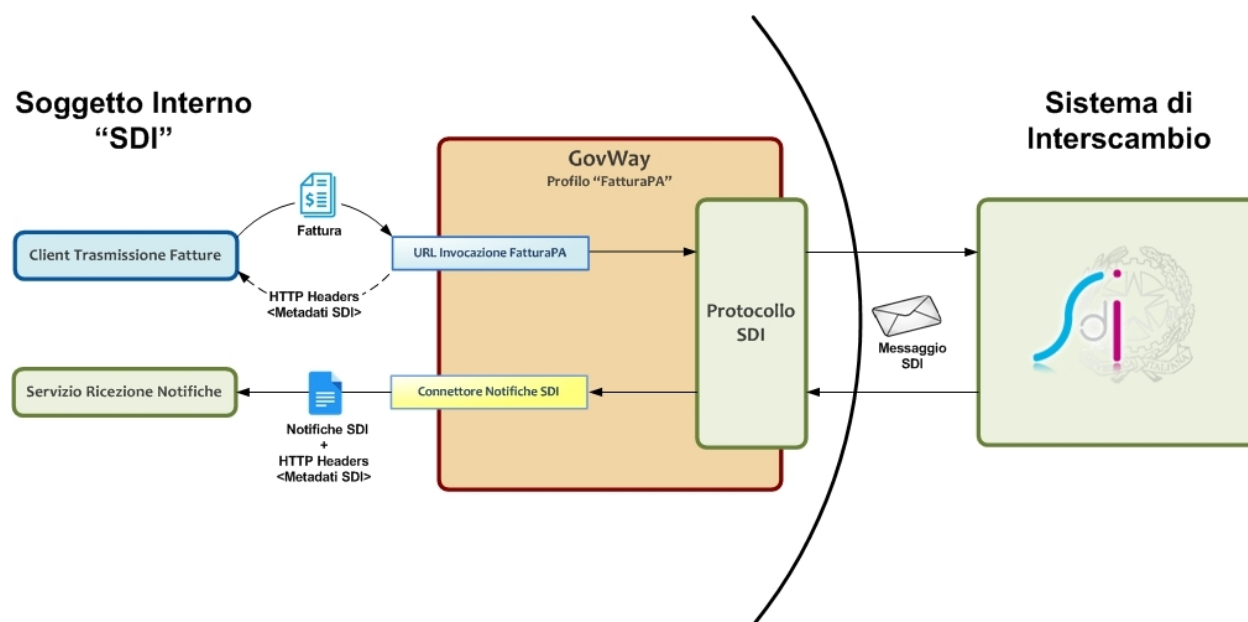 Soggetto Interno
“SDI”
Sistema di
Interscambio
GovWay
Profilo “FatturaPA”
Fattura
Client Trasmissione Fatture
URL Invocazione FatturaPA
HTTP Headers
<Metadati SDI>
Protocollo
SDI
Messaggio
SDI
Sdi
Servizio Ricezione Notifiche
Connettore Notifiche SDI
Notifiche SDI
+
HTTP Headers
<Metadati SDI>